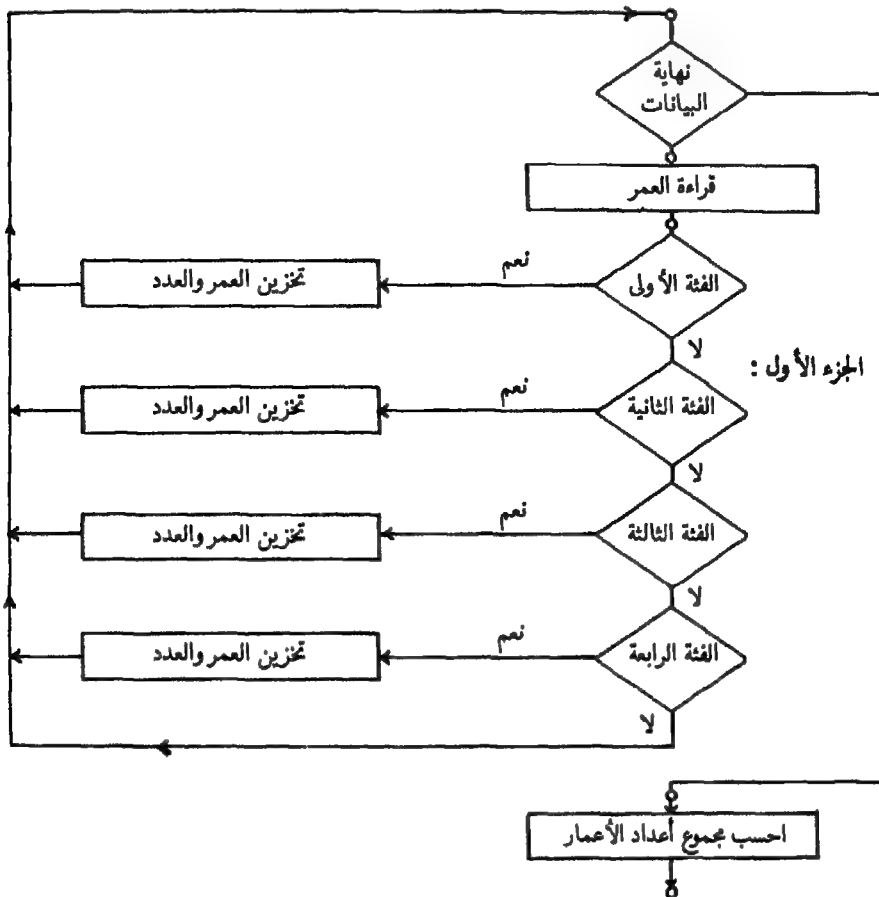 نهاية
البيانات
قراءة العمر
الفئة الأولى
نعم
تخزين العمر والعدد
لا
الجزء الأول :
الفئة الثانية
نعم
تخزين العمر والعدد
لا
الفئة الثالثة
نعم
تخزين العمر والعدد
لا
الفئة الرابعة
نعم
تخزين العمر والعدد
لا
احسب مجموع أعداد الأعمار